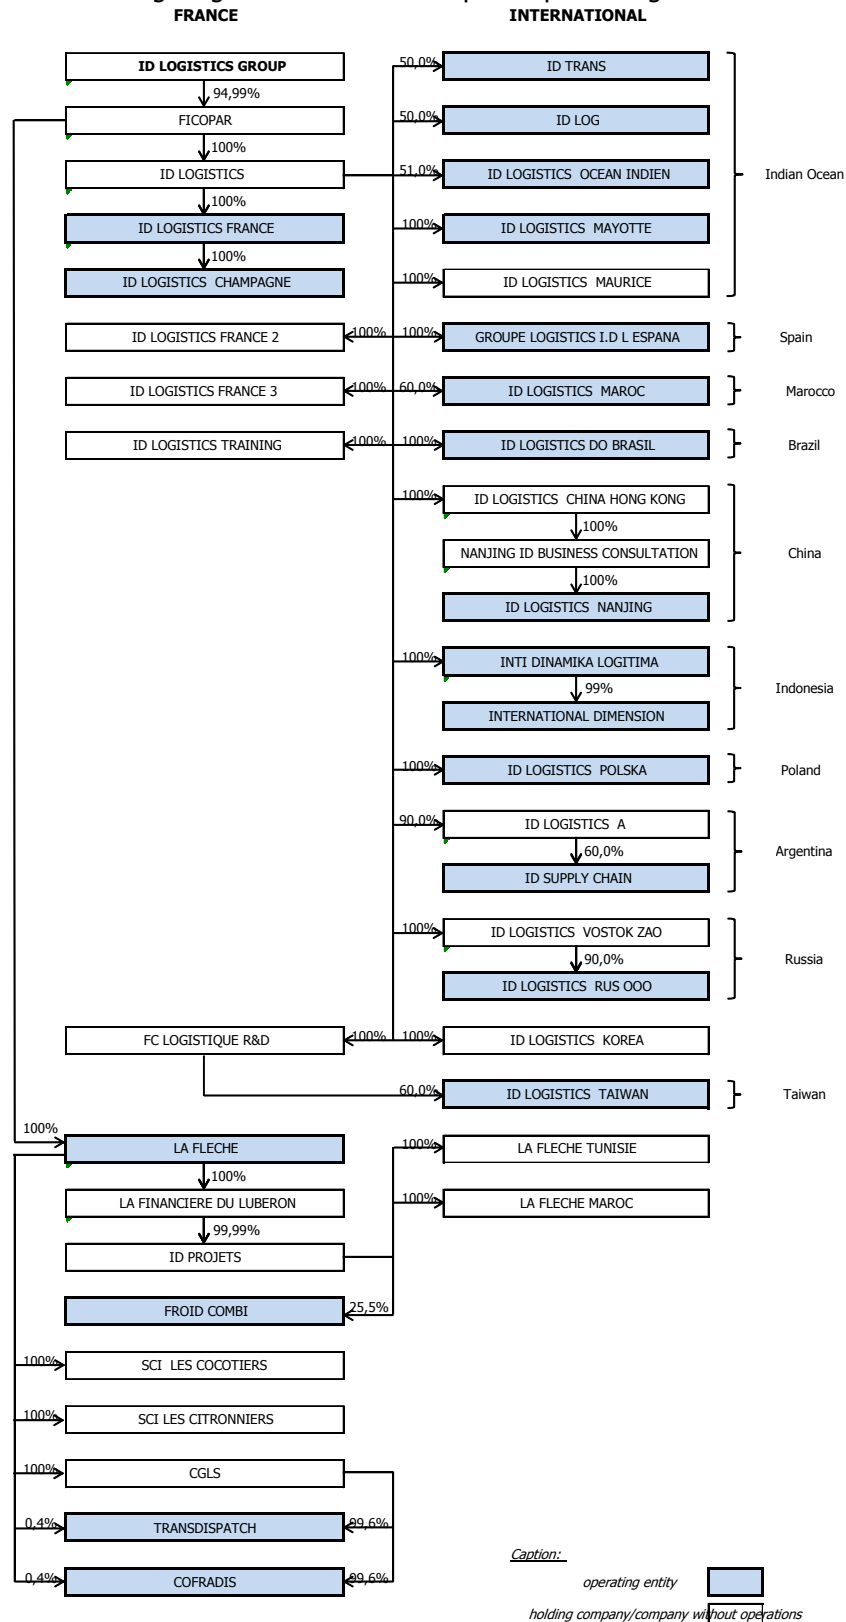 FRANCE INTERNATIONAL
ID LOGISTICS GROUP 50,0% ID TRANS
94,99%
FICOPAR 50,0% ID LOG
100%
ID LOGISTICS 51,0% ID LOGISTICS OCEAN INDIEN Indian Ocean
100%
ID LOGISTICS FRANCE 100% ID LOGISTICS MAYOTTE
100%
ID LOGISTICS CHAMPAGNE 100% ID LOGISTICS MAURICE
ID LOGISTICS FRANCE 2 100% 100% GROUPE LOGISTICS I.D L ESPANA Spain
ID LOGISTICS FRANCE 3 100% 60,0% ID LOGISTICS MAROC Marocco
ID LOGISTICS TRAINING 100% 100% ID LOGISTICS DO BRASIL Brazil
100% ID LOGISTICS CHINA HONG KONG
100%
NANJING ID BUSINESS CONSULTATION China
100%
ID LOGISTICS NANJING
100% INTI DINAMIKA LOGITIMA
99% Indonesia
INTERNATIONAL DIMENSION
100% ID LOGISTICS POLSKA Poland
90,0% ID LOGISTICS A
60,0% Argentina
ID SUPPLY CHAIN
100% ID LOGISTICS VOSTOK ZAO
90,0% Russia
ID LOGISTICS RUS OOO
FC LOGISTIQUE R&D 100% 100% ID LOGISTICS KOREA
60,0% ID LOGISTICS TAIWAN Taiwan
100%
LA FLECHE 100% LA FLECHE TUNISIE
100%
LA FINANCIERE DU LUBERON 100% LA FLECHE MAROC
99,99%
ID PROJETS
FROID COMBI 25,5%
100% SCI LES COCOTIERS
100% SCI LES CITRONNIERS
100% CGLS
0,4% TRANSDISPATCH 99,6%
0,4% COFRADIS 99,6%
Caption:
operating entity
holding company/company without operations